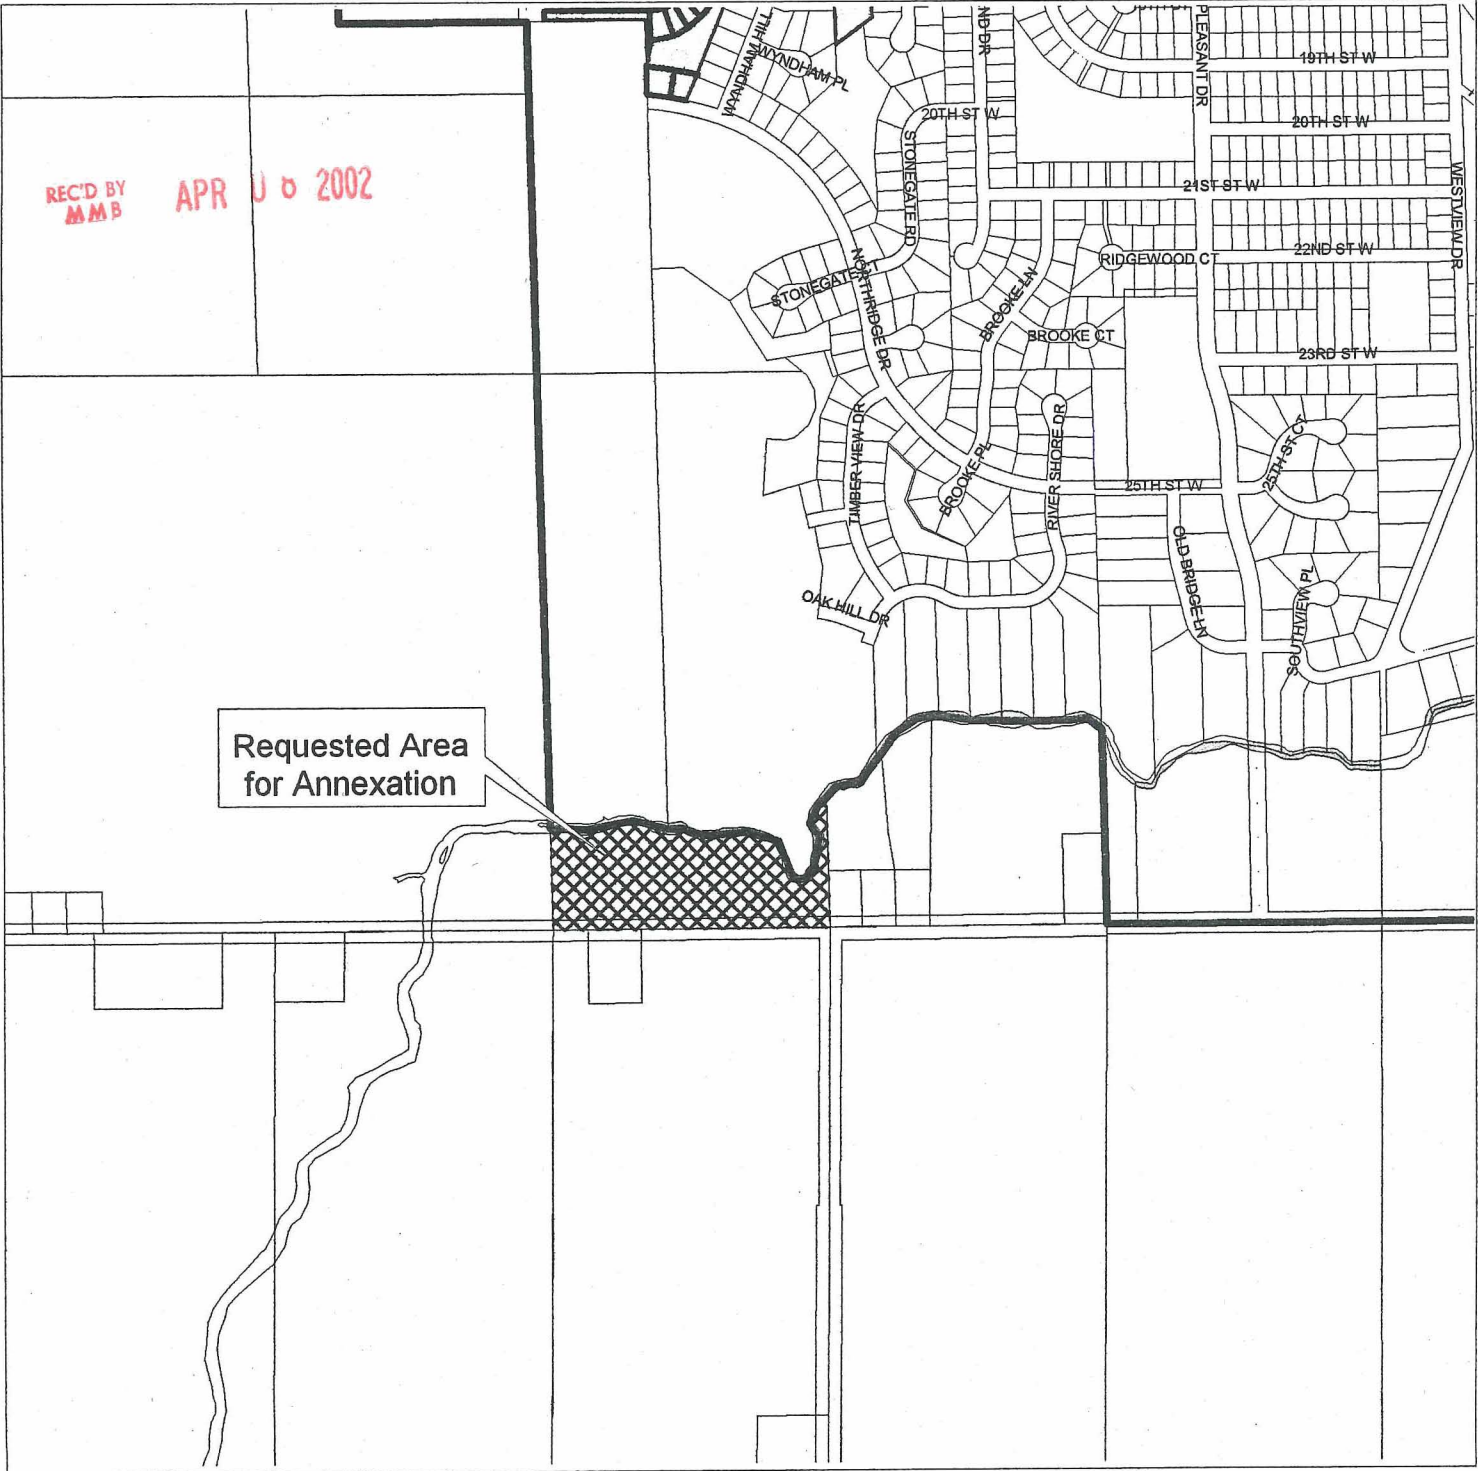 WYNDHAM HILL
WYNDHAM PL
ND DR
PLEASANT DR
19TH ST W
20TH ST W
20TH ST W
STONEGATE RD
21ST ST W
WESTVIEW DR
REC'D BY
MMB
APR 2002
22ND ST W
RIDGEWOOD CT
STONEGATE CT
NORTHRIDGE DR
BROOKE LN
BROOKE CT
23RD ST W
TIMBER VIEW DR
BROOKE PL
RIVER SHORE DR
25TH ST CT
25TH ST W
OLD BRIDGE LN
OAK HILL DR
SOUTHVIEW PL
Requested Area
for Annexation